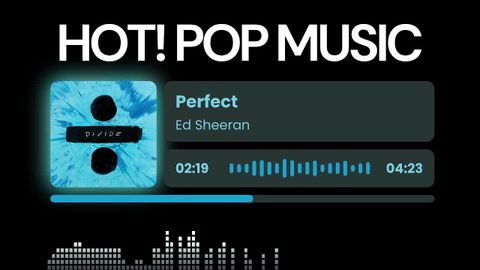 HOT! POP MUSIC
DIVIDE
Perfect
Ed Sheeran
02:19
04:23